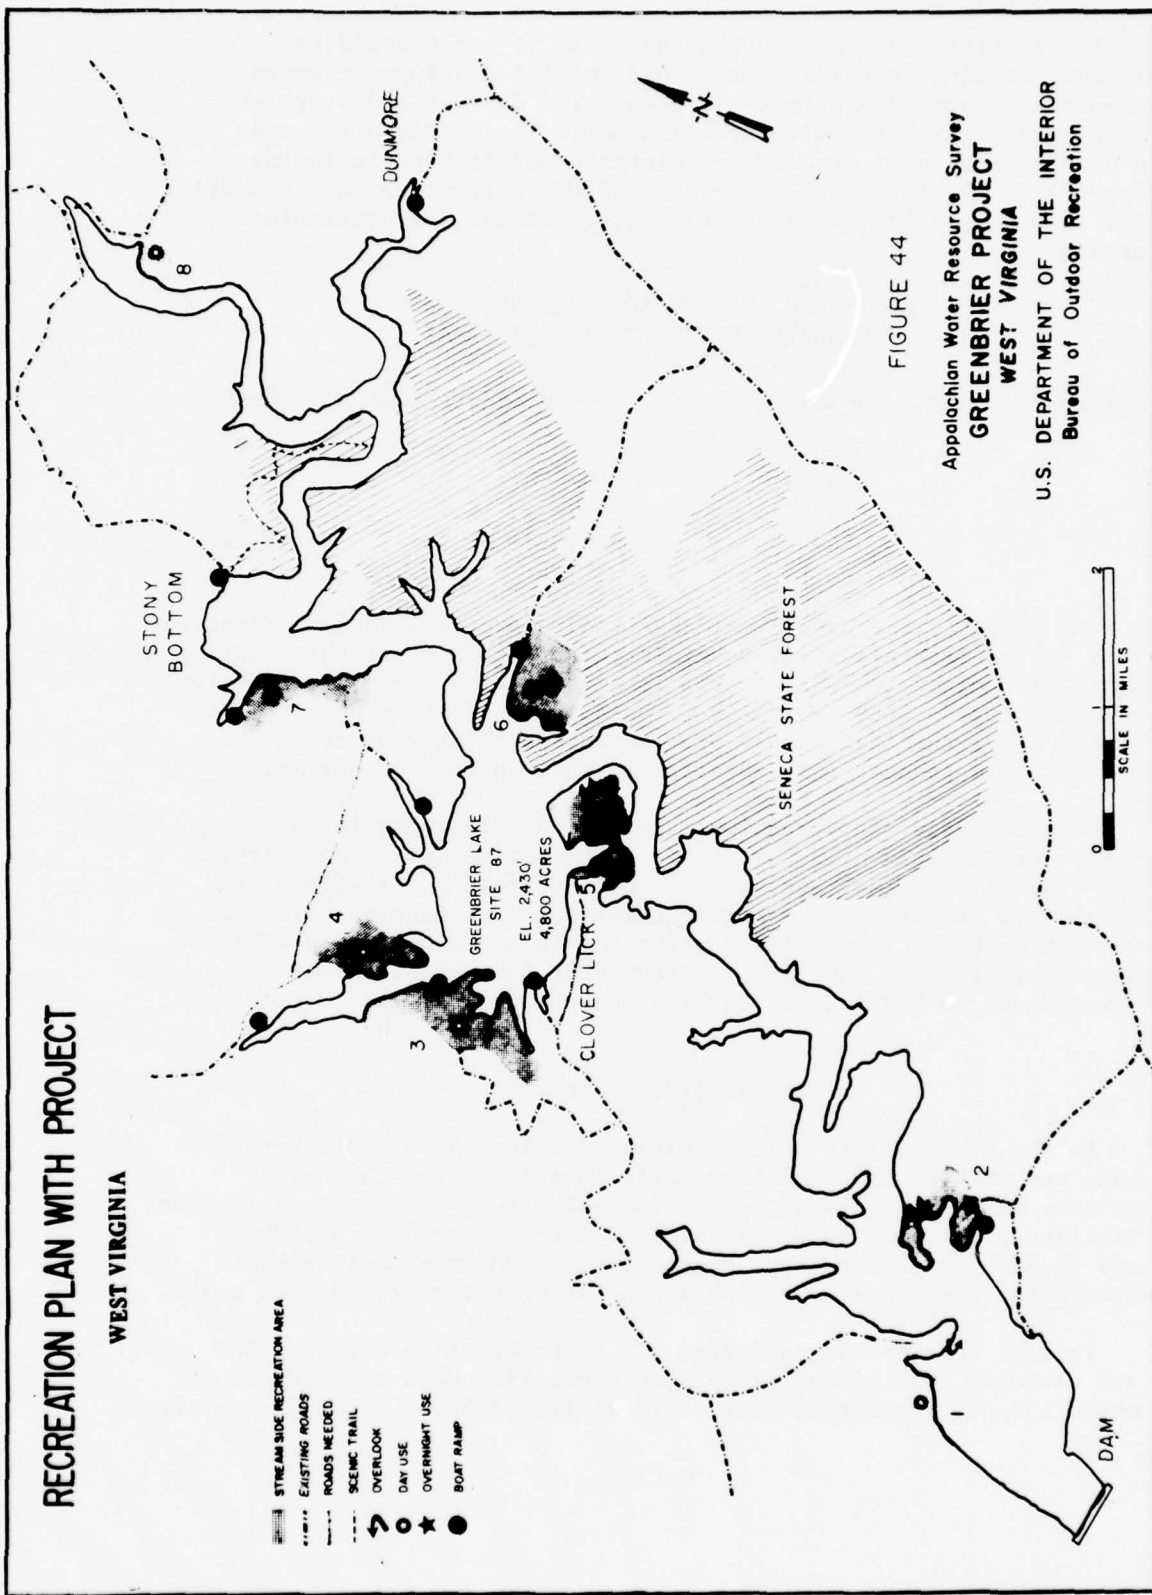 RECREATION PLAN WITH PROJECT
WEST VIRGINIA
STREAM SIDE RECREATION AREA
EXISTING ROADS
ROADS NEEDED
SCENIC TRAIL
OVERLOOK
DAY USE
OVERNIGHT USE
BOAT RAMP
STONY
BOTTOM
DUNMORE
8
7
4
3
6
5
GREENBRIER LAKE
SITE 87
EL. 2,430'
4,800 ACRES
CLOVER LICK
SENECA STATE FOREST
2
1
DAM
N
0 1 2
SCALE IN MILES
FIGURE 44
Appalachian Water Resource Survey
GREENBRIER PROJECT
WEST VIRGINIA
U.S. DEPARTMENT OF THE INTERIOR
Bureau of Outdoor Recreation